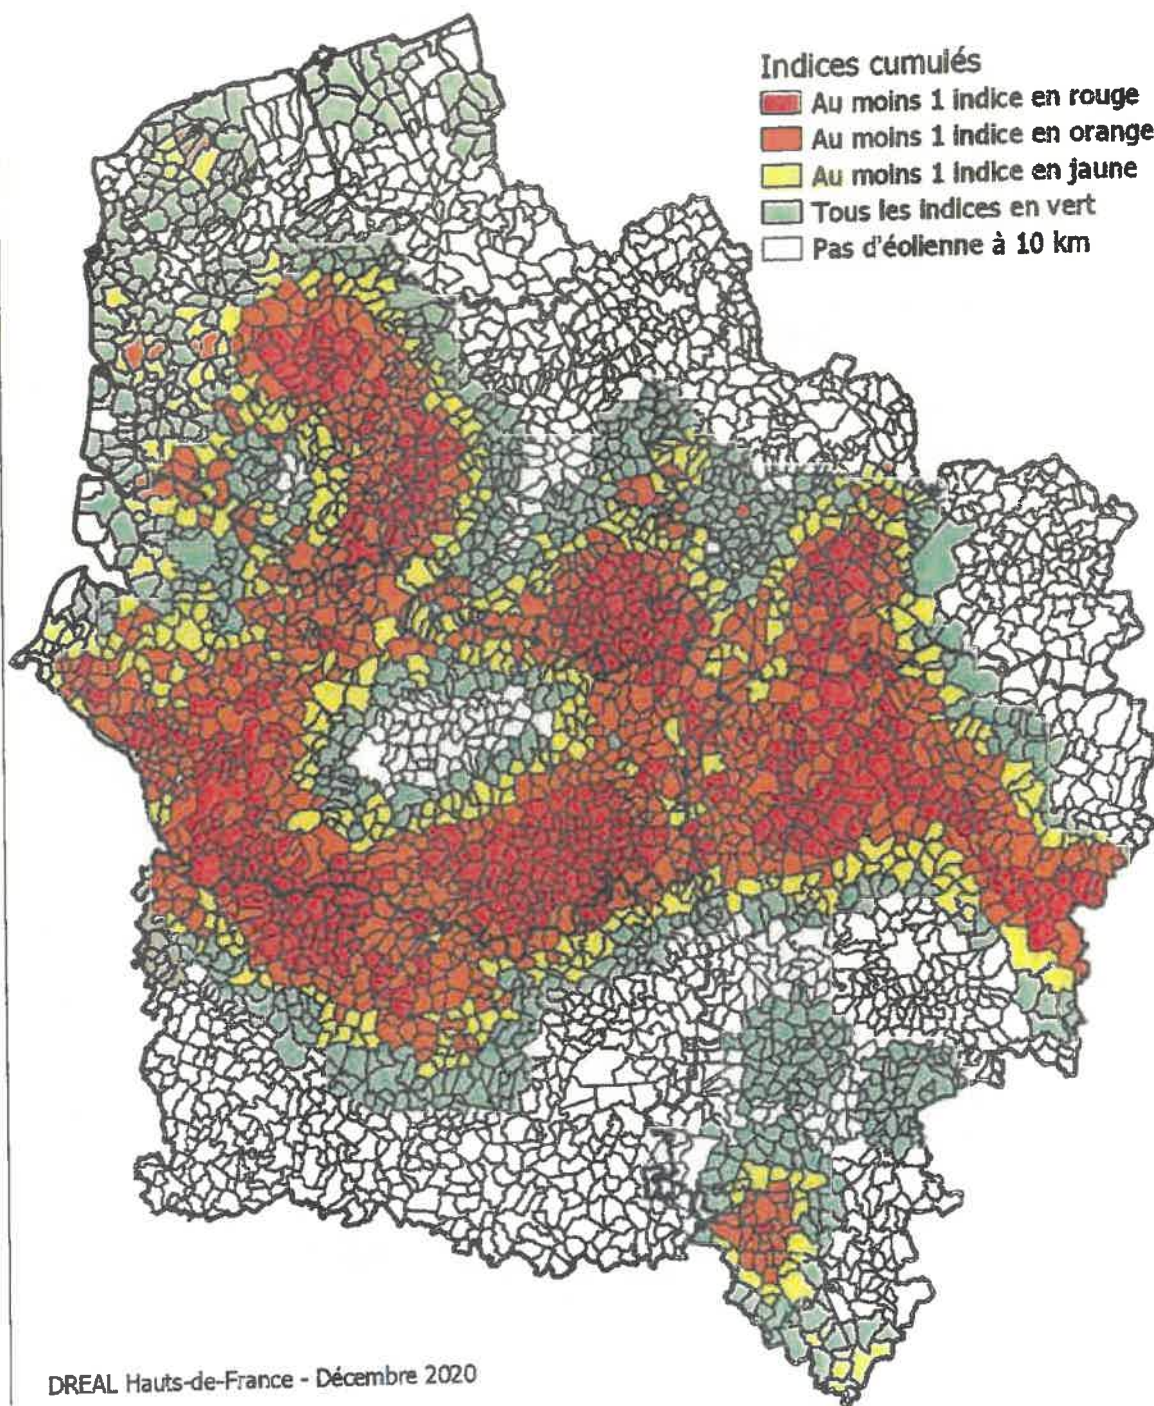 Indices cumulés
Au moins 1 indice en rouge
Au moins 1 indice en orange
Au moins 1 indice en jaune
Tous les indices en vert
Pas d'éolienne à 10 km
DREAL Hauts-de-France - Décembre 2020